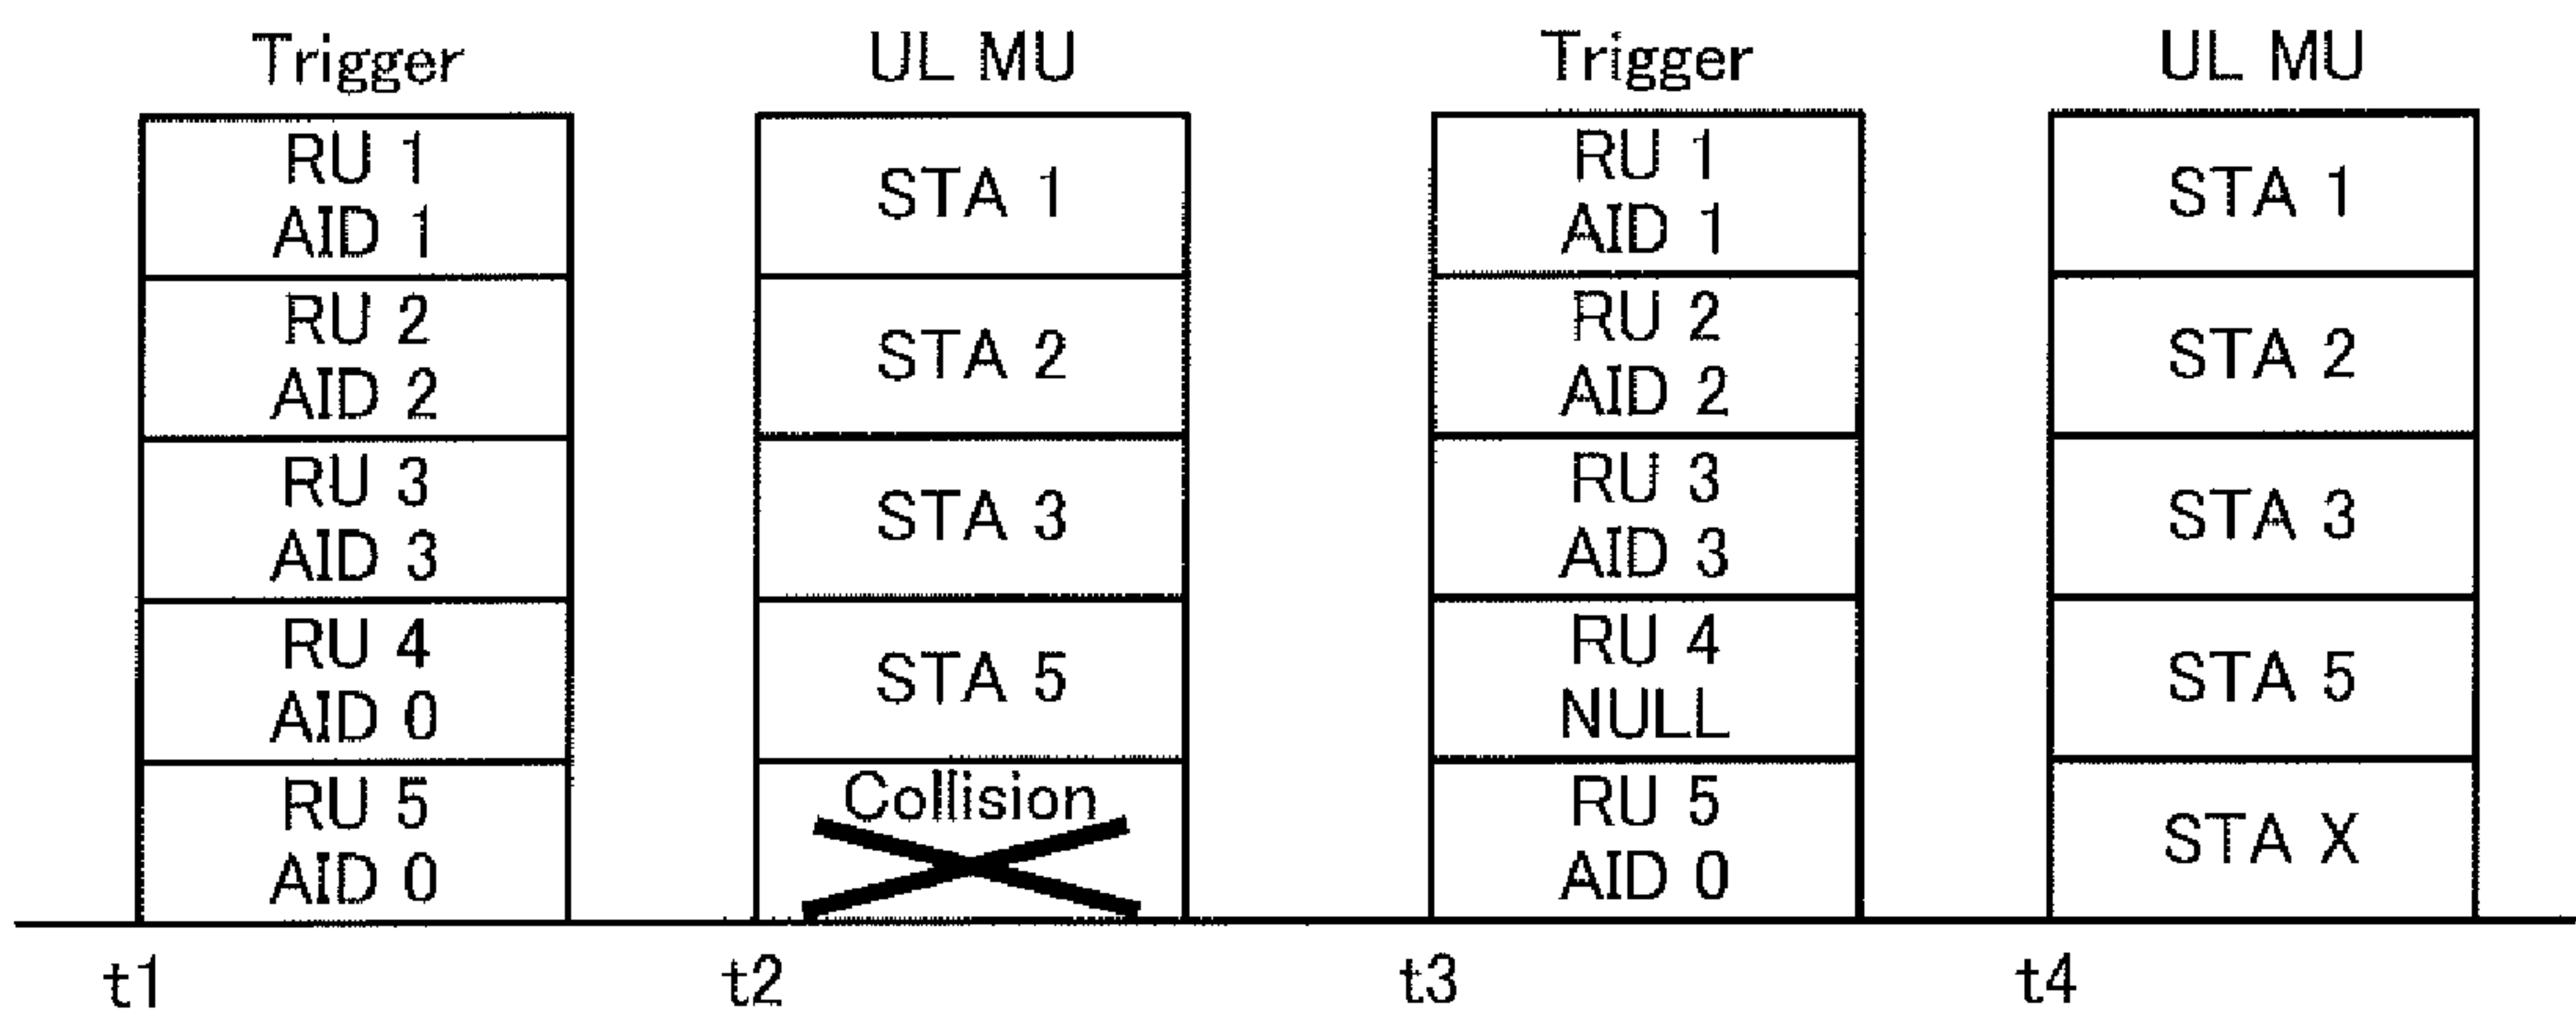 Trigger
RU 1
AID 1
RU 2
AID 2
RU 3
AID 3
RU 4
AID 0
RU 5
AID 0
t1
UL MU
STA 1
STA 2
STA 3
STA 5
Collision
t2
Trigger
RU 1
AID 1
RU 2
AID 2
RU 3
AID 3
RU 4
NULL
RU 5
AID 0
t3
UL MU
STA 1
STA 2
STA 3
STA 5
STA X
t4